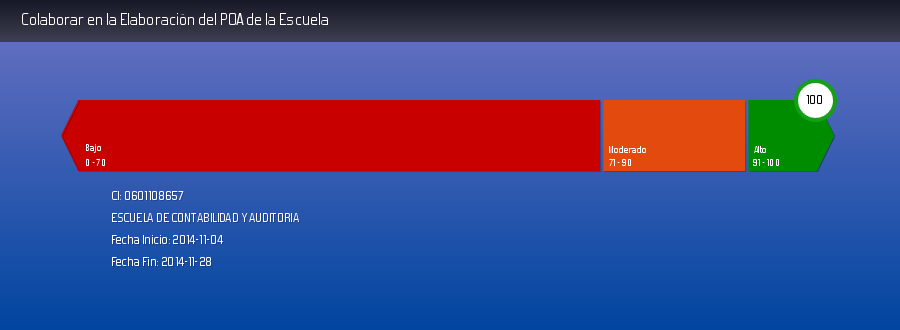 Colaborar en la Elaboración del POA de la Escuela
100
Bajo
0 - 70
Moderado
71 - 90
Alto
91 - 100
CI: 0601108657
ESCUELA DE CONTABILIDAD Y AUDITORIA
Fecha Inicio: 2014-11-04
Fecha Fin: 2014-11-28